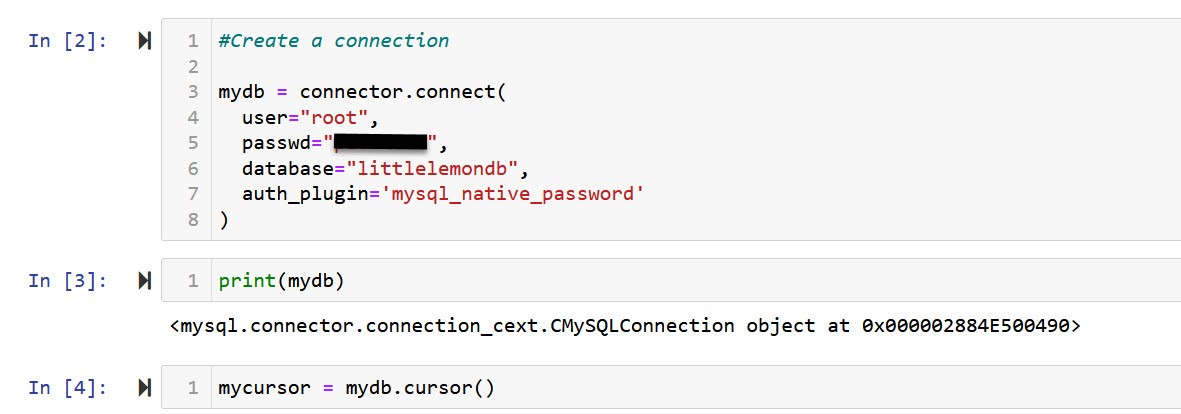 In [2]:
1 #Create a connection
2
3 mydb = connector.connect(
4 user="root",
5 passwd="",
6 database="littlelemondb",
7 auth_plugin='mysql_native_password'
8 )
In [3]:
1 print(mydb)
<mysql.connector.connection_cext.CMySQLConnection object at 0x000002884E500490>
In [4]:
1 mycursor = mydb.cursor()